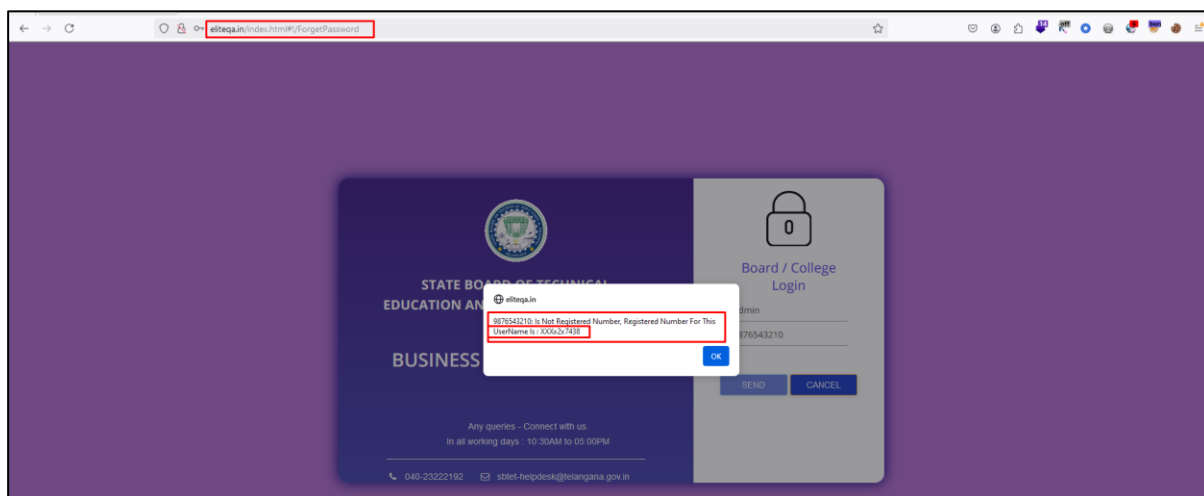 eliteqa.in/index.html#!/ForgetPassword
STATE BOARD OF TECHNICAL
EDUCATION AN
BUSINESS
Any queries - Connect with us.
In all working days : 10:30AM to 05:00PM
040-23222192 sbtet-helpdesk@telangana.gov.in
eliteqa.in
9876543210: Is Not Registered Number, Registered Number For This
UserName Is : XXXx2x7438
OK
0
Board / College
Login
dmin
876543210
SEND CANCEL